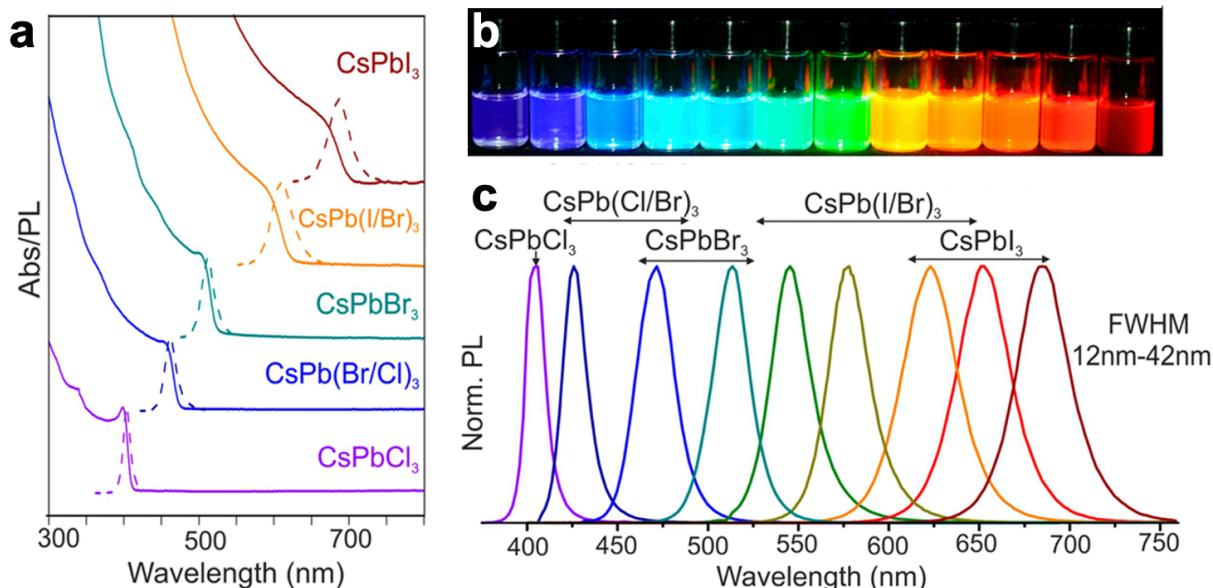 a
CsPbI₃
CsPb(I/Br)₃
CsPbBr₃
CsPb(Br/Cl)₃
CsPbCl₃
Abs/PL
300 500 700
Wavelength (nm)
b
c
CsPb(Cl/Br)₃
CsPb(I/Br)₃
CsPbCl₃
CsPbBr₃
CsPbI₃
FWHM
12nm-42nm
Norm. PL
400 450 500 550 600 650 700 750
Wavelength (nm)